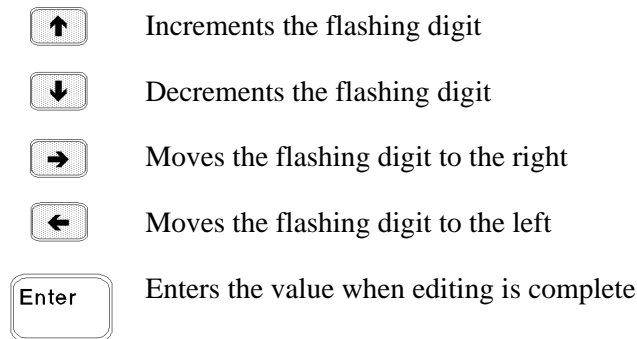 Increments the flashing digit
Decrements the flashing digit
Moves the flashing digit to the right
Moves the flashing digit to the left
Enter Enters the value when editing is complete